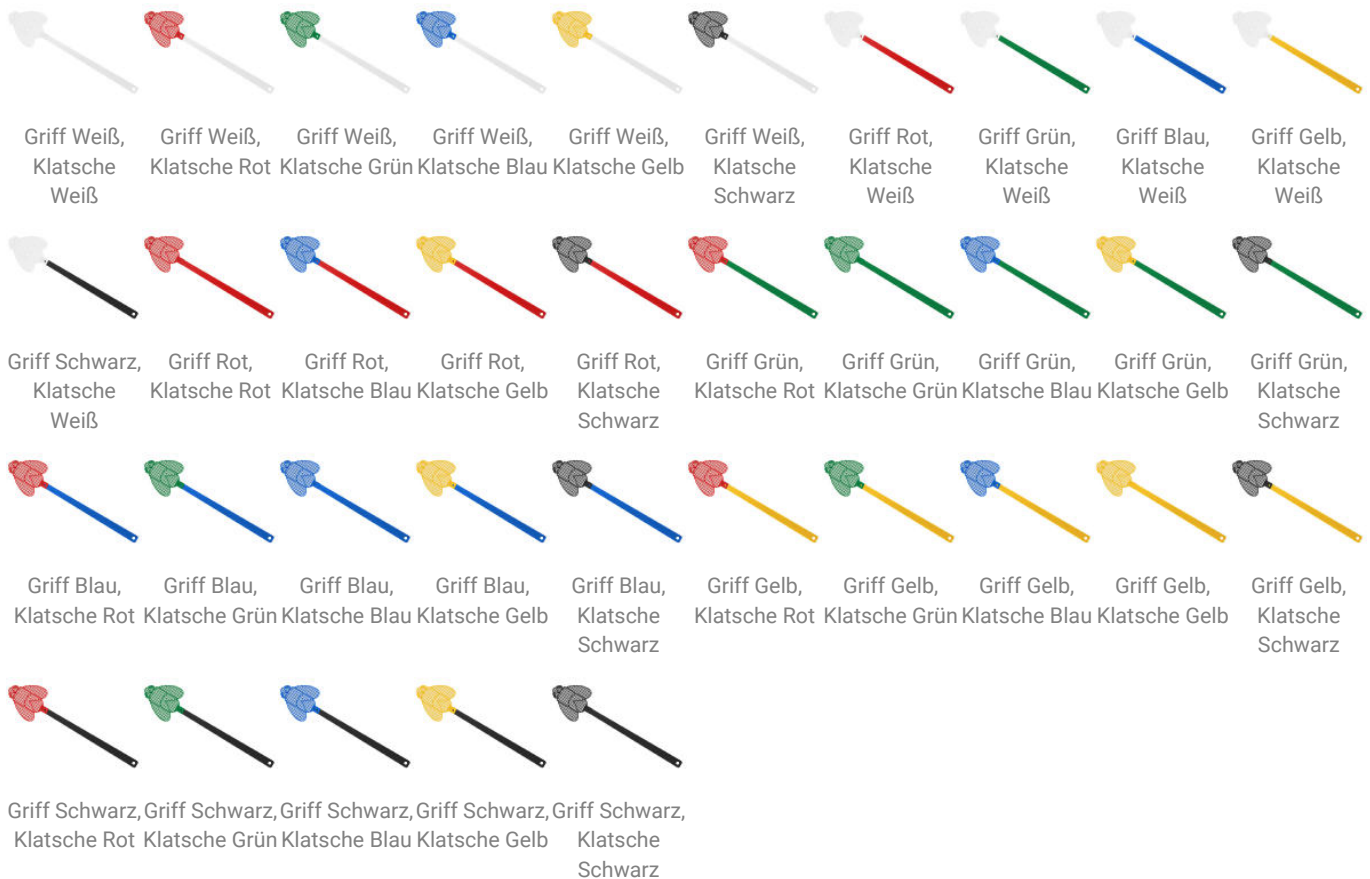 Griff Weiß,
Klatsche
Weiß
Griff Weiß,
Klatsche Rot
Griff Weiß,
Klatsche Grün
Griff Weiß,
Klatsche Blau
Griff Weiß,
Klatsche Gelb
Griff Weiß,
Klatsche
Schwarz
Griff Rot,
Klatsche
Weiß
Griff Grün,
Klatsche
Weiß
Griff Blau,
Klatsche
Weiß
Griff Gelb,
Klatsche
Weiß
Griff Schwarz,
Klatsche
Weiß
Griff Rot,
Klatsche Rot
Griff Rot,
Klatsche Blau
Griff Rot,
Klatsche Gelb
Griff Rot,
Klatsche
Schwarz
Griff Grün,
Klatsche Rot
Griff Grün,
Klatsche Grün
Griff Grün,
Klatsche Blau
Griff Grün,
Klatsche Gelb
Griff Grün,
Klatsche
Schwarz
Griff Blau,
Klatsche Rot
Griff Blau,
Klatsche Grün
Griff Blau,
Klatsche Blau
Griff Blau,
Klatsche Gelb
Griff Blau,
Klatsche
Schwarz
Griff Gelb,
Klatsche Rot
Griff Gelb,
Klatsche Grün
Griff Gelb,
Klatsche Blau
Griff Gelb,
Klatsche Gelb
Griff Gelb,
Klatsche
Schwarz
Griff Schwarz,
Klatsche Rot
Griff Schwarz,
Klatsche Grün
Griff Schwarz,
Klatsche Blau
Griff Schwarz,
Klatsche Gelb
Griff Schwarz,
Klatsche
Schwarz